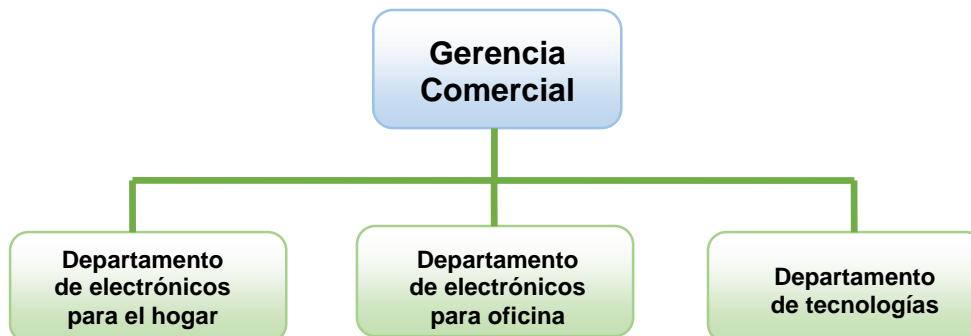 Gerencia
Comercial
Departamento
de electrónicos
para el hogar
Departamento
de electrónicos
para oficina
Departamento
de tecnologías